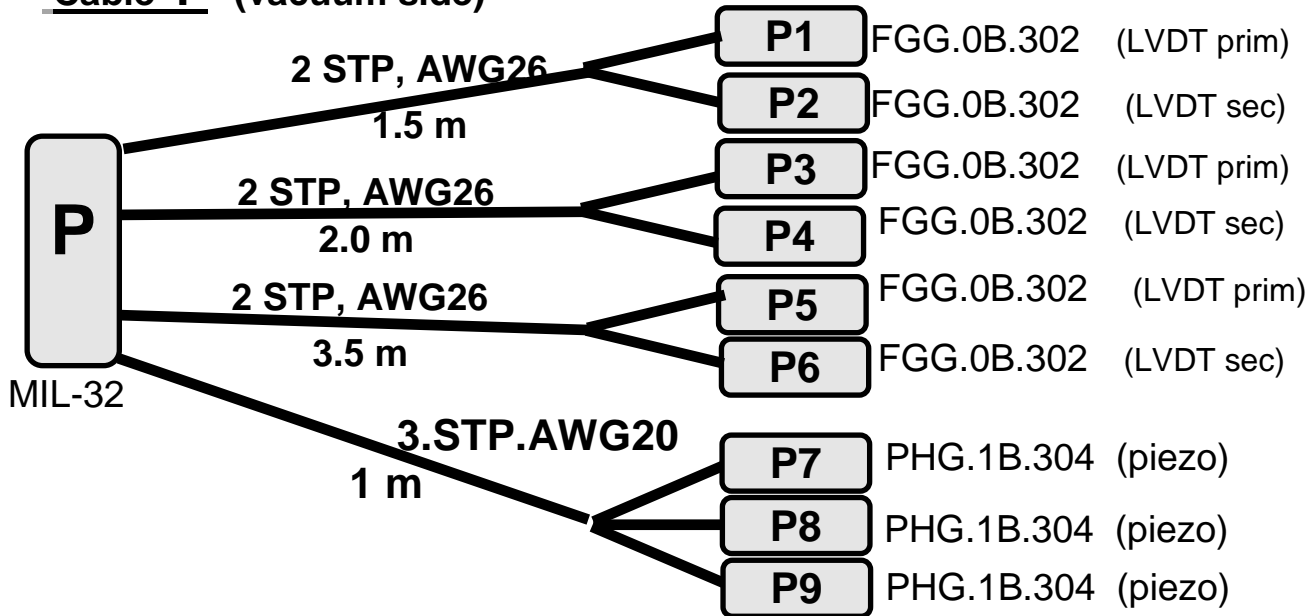 (vacuum side)
P1 FGG.0B.302 (LVDT prim)
2 STP, AWG26
P2 FGG.0B.302 (LVDT sec)
1.5 m
P3 FGG.0B.302 (LVDT prim)
2 STP, AWG26
P
P4 FGG.0B.302 (LVDT sec)
2.0 m
P5 FGG.0B.302 (LVDT prim)
2 STP, AWG26
3.5 m
P6 FGG.0B.302 (LVDT sec)
MIL-32
3.STP.AWG20
P7 PHG.1B.304 (piezo)
1 m
P8 PHG.1B.304 (piezo)
P9 PHG.1B.304 (piezo)